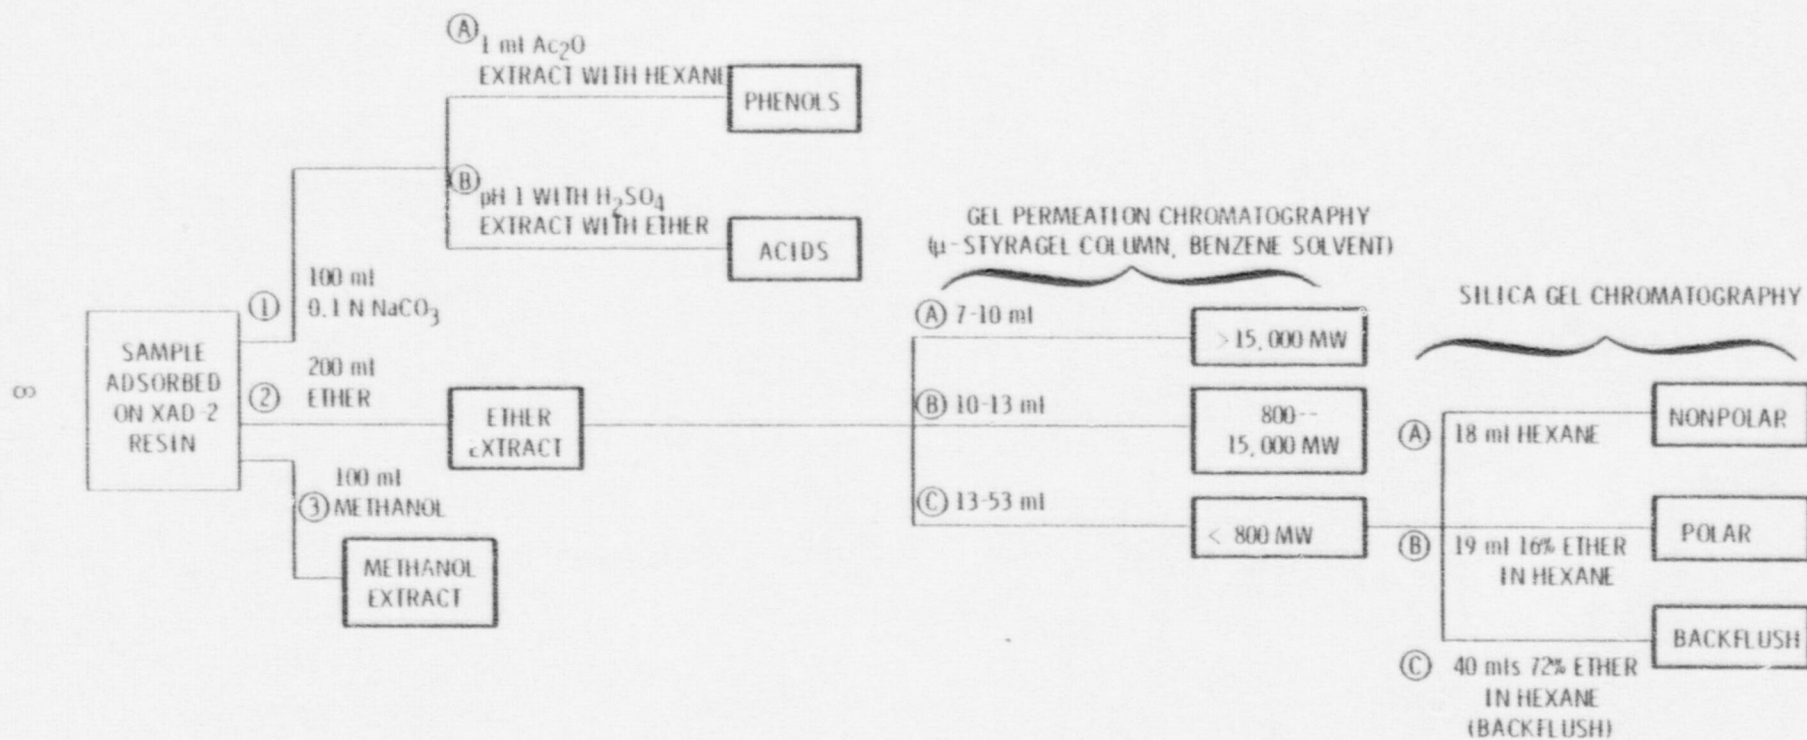 (A)
1 ml Ac2O
EXTRACT WITH HEXANE
PHENOLS
(B)
pH 1 WITH H2SO4
EXTRACT WITH ETHER
ACIDS
(1)
100 ml
0.1 N NaCO3
SAMPLE
ADSORBED
ON XAD-2
RESIN
(2)
200 ml
ETHER
ETHER
EXTRACT
100 ml
(3) METHANOL
METHANOL
EXTRACT
GEL PERMEATION CHROMATOGRAPHY
(μ-STYRAGEL COLUMN, BENZENE SOLVENT)
(A) 7-10 ml
> 15,000 MW
(B) 10-13 ml
800--
15,000 MW
(C) 13-53 ml
< 800 MW
SILICA GEL CHROMATOGRAPHY
(A) 18 ml HEXANE
NONPOLAR
(B) 19 ml 16% ETHER
IN HEXANE
POLAR
BACKFLUSH
(C) 40 mls 72% ETHER
IN HEXANE
(BACKFLUSH)
8